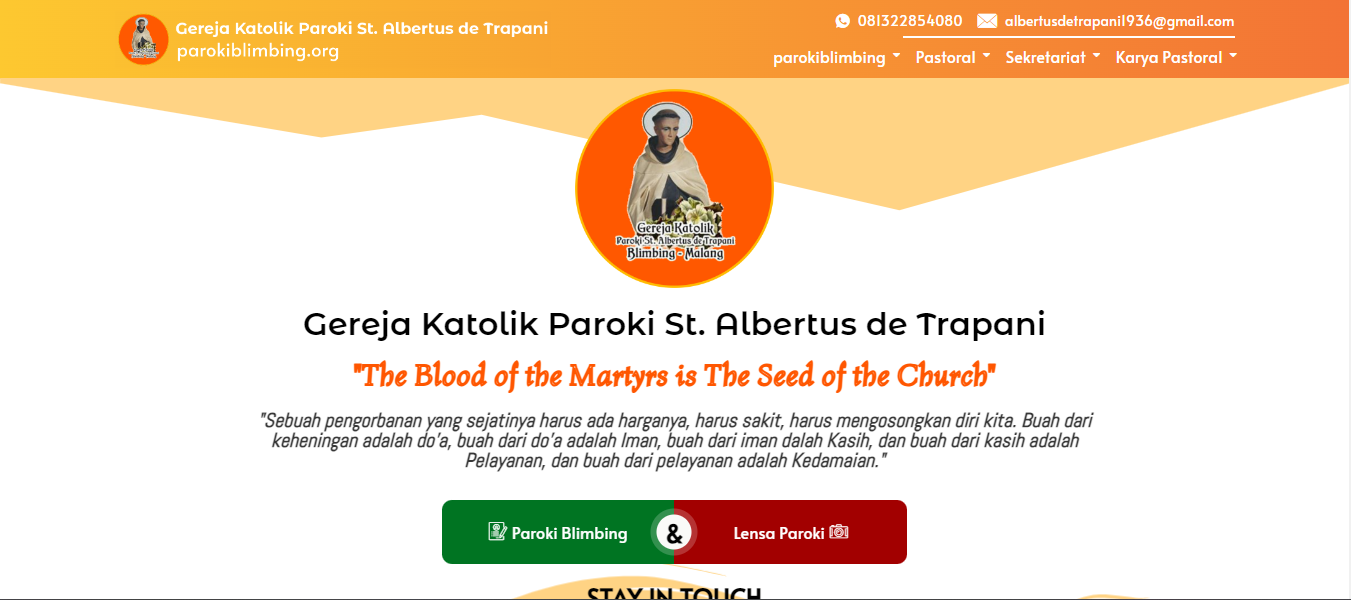 Gereja Katolik Paroki St. Albertus de Trapani
parokiblimbing.org
081322854080 albertusdetrapani1936@gmail.com
parokiblimbing Pastoral Sekretariat Karya Pastoral
Gereja Katolik
Paroki St. Albertus de Trapani
Blimbing - Malang
Gereja Katolik Paroki St. Albertus de Trapani
"The Blood of the Martyrs is The Seed of the Church"
"Sebuah pengorbanan yang sejatinya harus ada harganya, harus sakit, harus mengosongkan diri kita. Buah dari
keheningan adalah do'a, buah dari do'a adalah Iman, buah dari iman dalah Kasih, dan buah dari kasih adalah
Pelayanan, dan buah dari pelayanan adalah Kedamaian."
Paroki Blimbing & Lensa Paroki
STAY IN TOUCH